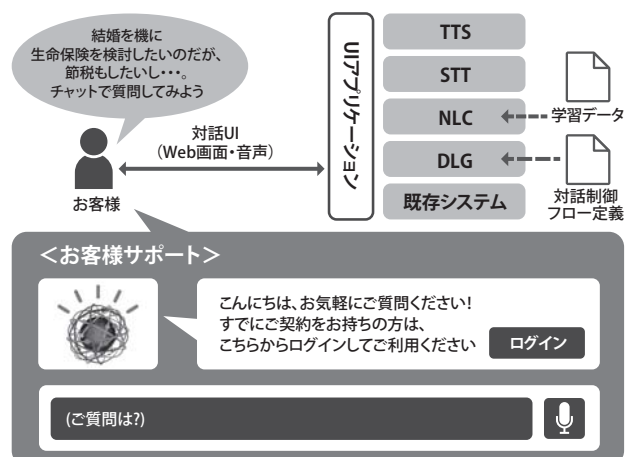 結婚を機に
生命保険を検討したいのだが、
節税もしたいし・・・。
チャットで質問してみよう
お客様
対話UI
（Web画面・音声）
UIアプリケーション
TTS
STT
NLC
DLG
既存システム
学習データ
対話制御
フロー定義
＜お客様サポート＞
こんにちは、お気軽にご質問ください！
すでにご契約をお持ちの方は、
こちらからログインしてご利用ください
ログイン
(ご質問は?)